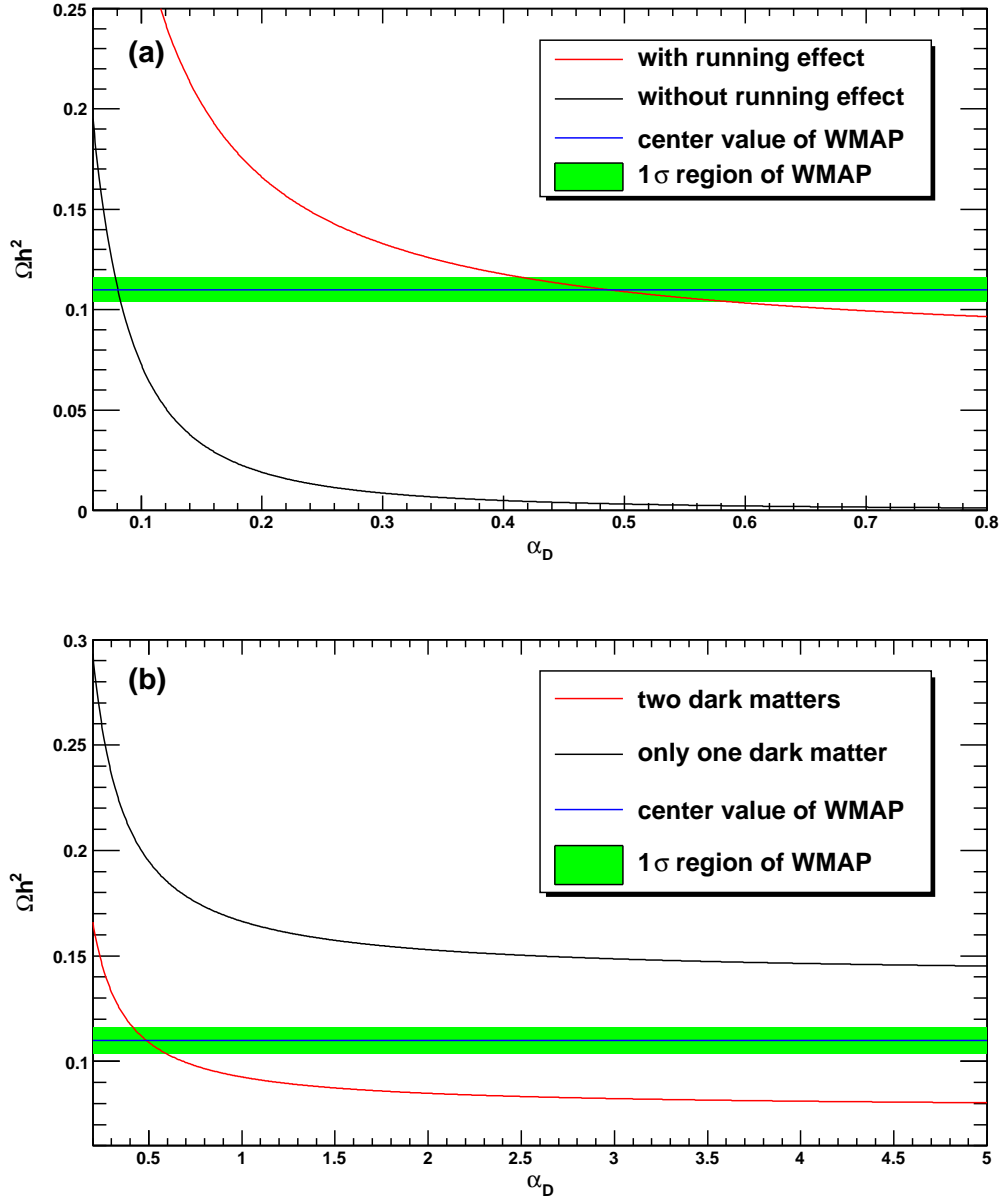 (a)
with running effect
without running effect
center value of WMAP
1σ region of WMAP
0.25
0.2
0.15
0.1
0.05
0
Ωh²
0.1 0.2 0.3 0.4 0.5 0.6 0.7 0.8
α_D
(b)
two dark matters
only one dark matter
center value of WMAP
1σ region of WMAP
0.3
0.25
0.2
0.15
0.1
Ωh²
0.5 1 1.5 2 2.5 3 3.5 4 4.5 5
α_D